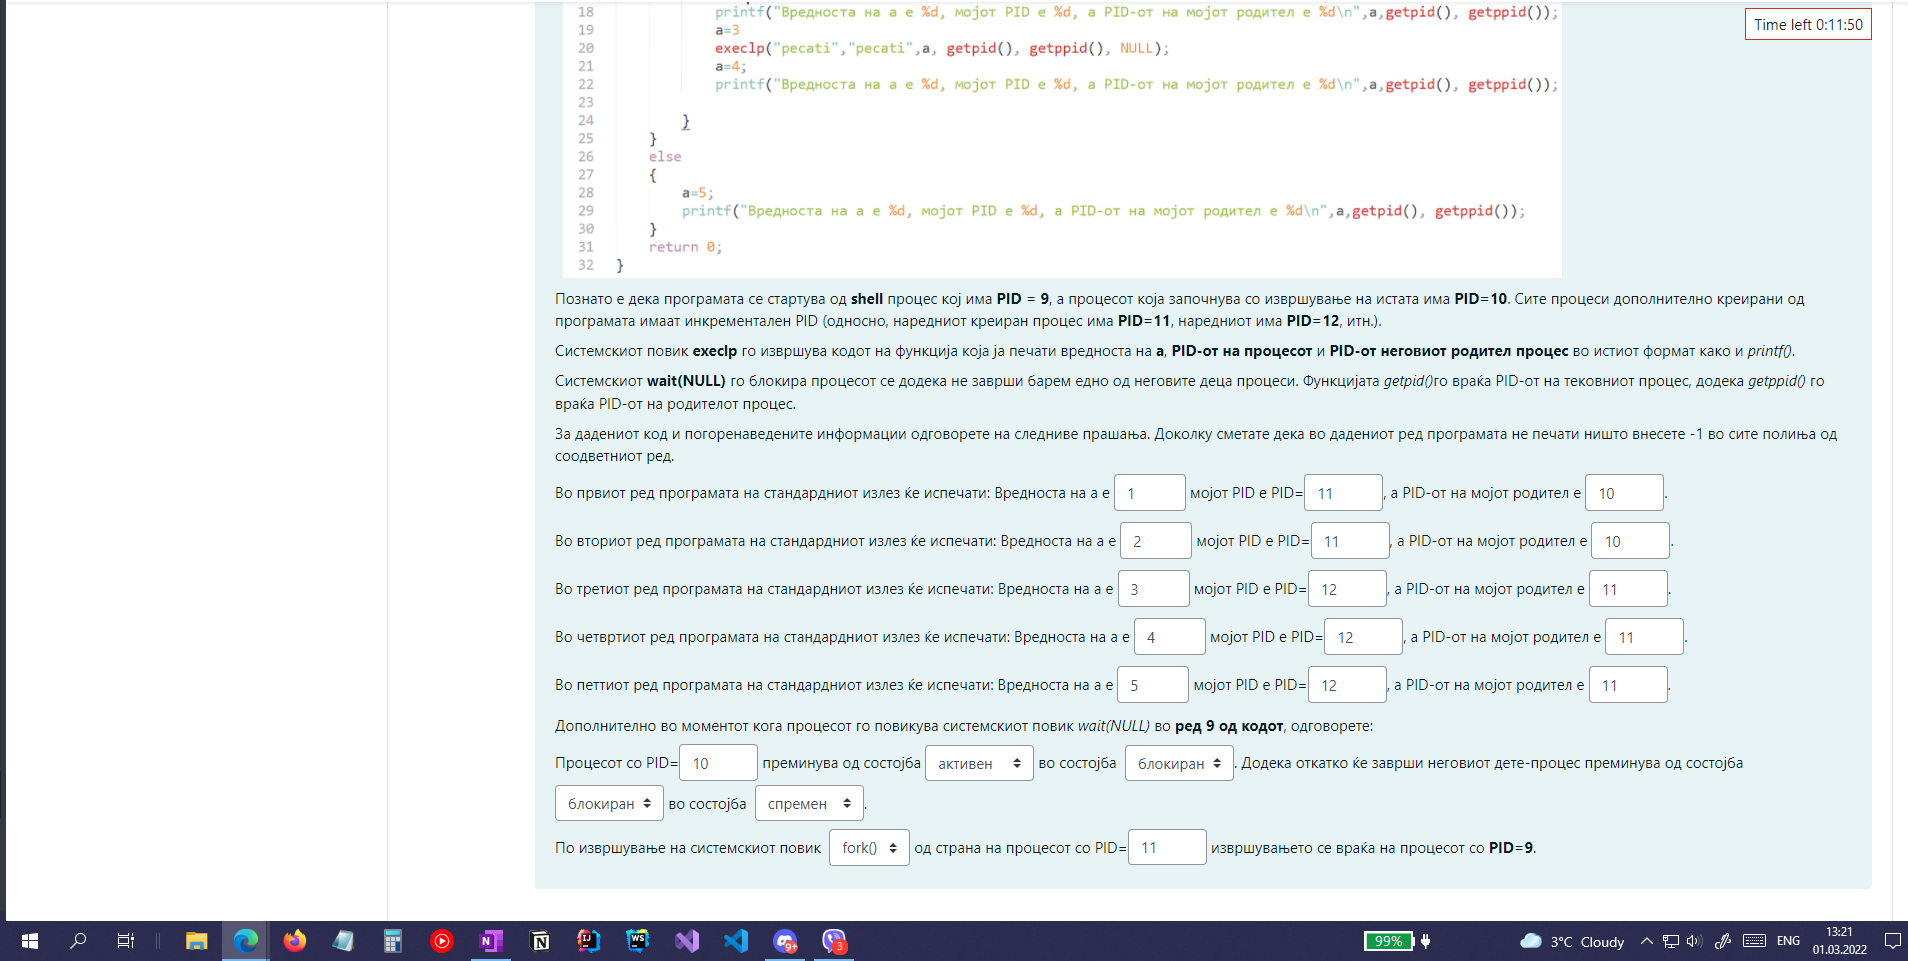 18 printf("Вредноста на а е %d, мојот PID е %d, а PID-от на мојот родител е %d\n",a,getpid(), getppid());
Time left 0:11:50
19 a=3
20 execlp("pecati","pecati",a, getpid(), getppid(), NULL);
21 a=4;
22 printf("Вредноста на а е %d, мојот PID е %d, а PID-от на мојот родител е %d\n",a,getpid(), getppid());
23
24 }
25 }
26 else
27 {
28 a=5;
29 printf("Вредноста на а е %d, мојот PID е %d, а PID-от на мојот родител е %d\n",a,getpid(), getppid());
30 }
31 return 0;
32 }
Познато е дека програмата се стартува од shell процес кој има PID = 9, а процесот која започнува со извршување на истата има PID=10. Сите процеси дополнително креирани од
програмата имаат инкрементален PID (односно, наредниот креиран процес има PID=11, наредниот има PID=12, итн.).
Системскиот повик execlp го извршува кодот на функција која ја печати вредноста на а, PID-от на процесот и PID-от неговиот родител процес во истиот формат како и printf().
Системскиот wait(NULL) го блокира процесот се додека не заврши барем едно од неговите деца процеси. Функцијата getpid()го враќа PID-от на тековниот процес, додека getppid() го
враќа PID-от на родителот процес.
За дадениот код и погоренаведените информации одговорете на следниве прашања. Доколку сметате дека во дадениот ред програмата не печати ништо внесете -1 во сите полиња од
соодветниот ред.
Во првиот ред програмата на стандардниот излез ќе испечати: Вредноста на а е 1 мојот PID е PID= 11 , а PID-от на мојот родител е 10 .
Во вториот ред програмата на стандардниот излез ќе испечати: Вредноста на а е 2 мојот PID е PID= 11 , а PID-от на мојот родител е 10 .
Во третиот ред програмата на стандардниот излез ќе испечати: Вредноста на а е 3 мојот PID е PID= 12 , а PID-от на мојот родител е 11 .
Во четвртиот ред програмата на стандардниот излез ќе испечати: Вредноста на а е 4 мојот PID е PID= 12 , а PID-от на мојот родител е 11 .
Во петтиот ред програмата на стандардниот излез ќе испечати: Вредноста на а е 5 мојот PID е PID= 12 , а PID-от на мојот родител е 11 .
Дополнително во моментот кога процесот го повикува системскиот повик wait(NULL) во ред 9 од кодот, одговорете:
Процесот со PID= 10 преминува од состојба активен во состојба блокиран . Додека откатко ќе заврши неговиот дете-процес преминува од состојба
блокиран во состојба спремен .
По извршување на системскиот повик fork() од страна на процесот со PID= 11 извршувањето се враќа на процесот со PID=9.
99% 3°C Cloudy ENG 13:21
01.03.2022